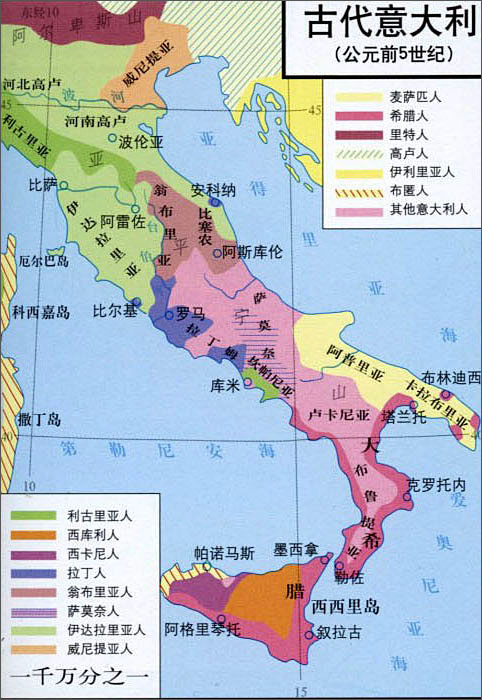 古代意大利
(公元前5世纪)
东经10
阿尔卑斯山
威尼提亚
河北高卢
波河
45
45
河南高卢
利古里亚
亚
波伦亚
麦萨匹人
希腊人
里特人
高卢人
伊利里亚人
布匿人
其他意大利人
亚得里亚海
比萨
伊达拉里亚
阿雷佐
翁布里亚
台伯
平宁山
安科纳
比塞农
阿斯库伦
厄尔巴岛
科西嘉岛
比尔基
罗马
拉丁姆
萨莫奈
坎帕尼亚
库米
阿普里亚
布林迪西
卡拉布里亚
塔兰托
卢卡尼亚
撒丁岛
40
40
第勒尼安海
10
大希腊
布鲁提亚
克罗托内
爱奥尼亚海
利古里亚人
西库利人
西卡尼人
拉丁人
翁布里亚人
萨莫奈人
伊达拉里亚人
威尼提亚人
一千万分之一
帕诺马斯
墨西拿
勒佐
西西里岛
阿格里琴托
叙拉古
15